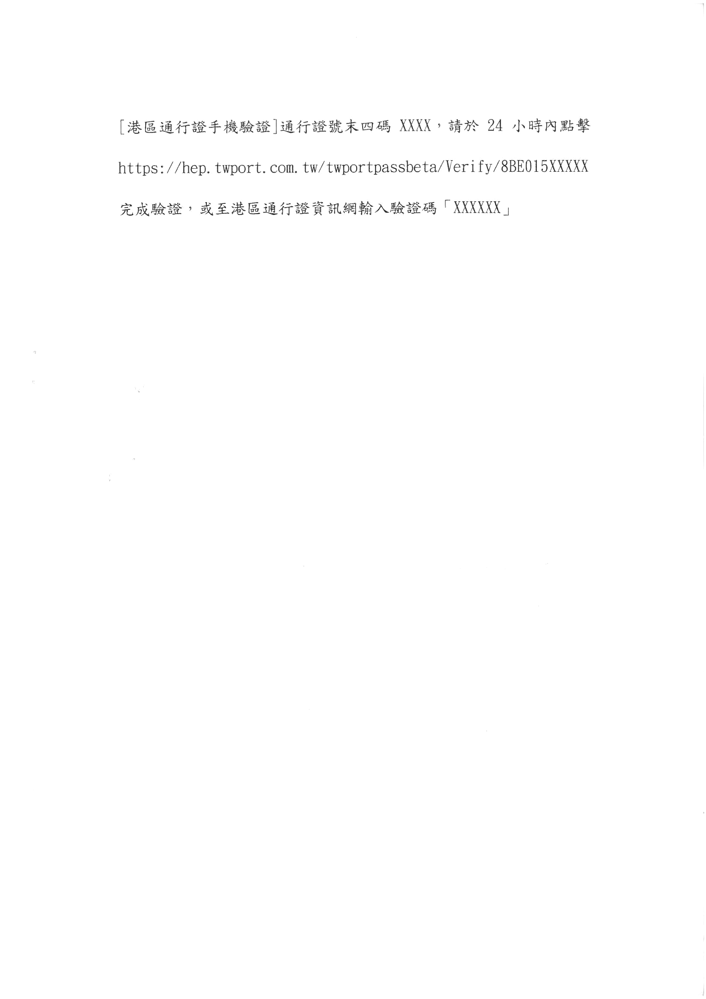 [港區通行證手機驗證]通行證號末四碼 XXXX，請於 24 小時內點擊
https://hep.twport.com.tw/twportpassbeta/Verify/8BE015XXXXX
完成驗證，或至港區通行證資訊網輸入驗證碼「XXXXXX」